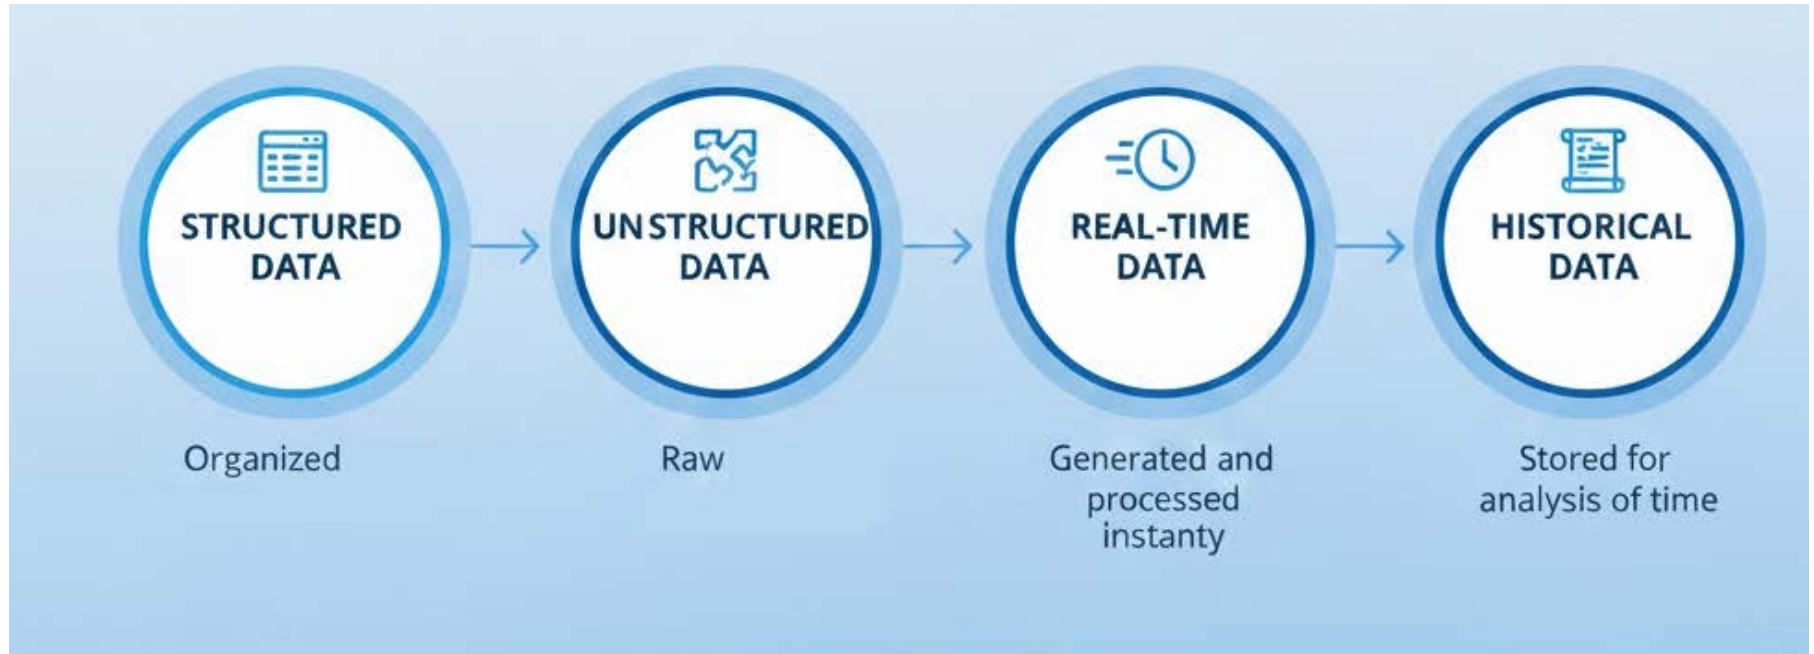 STRUCTURED
DATA
Organized
UNSTRUCTURED
DATA
Raw
REAL-TIME
DATA
Generated and
processed
instanty
HISTORICAL
DATA
Stored for
analysis of time